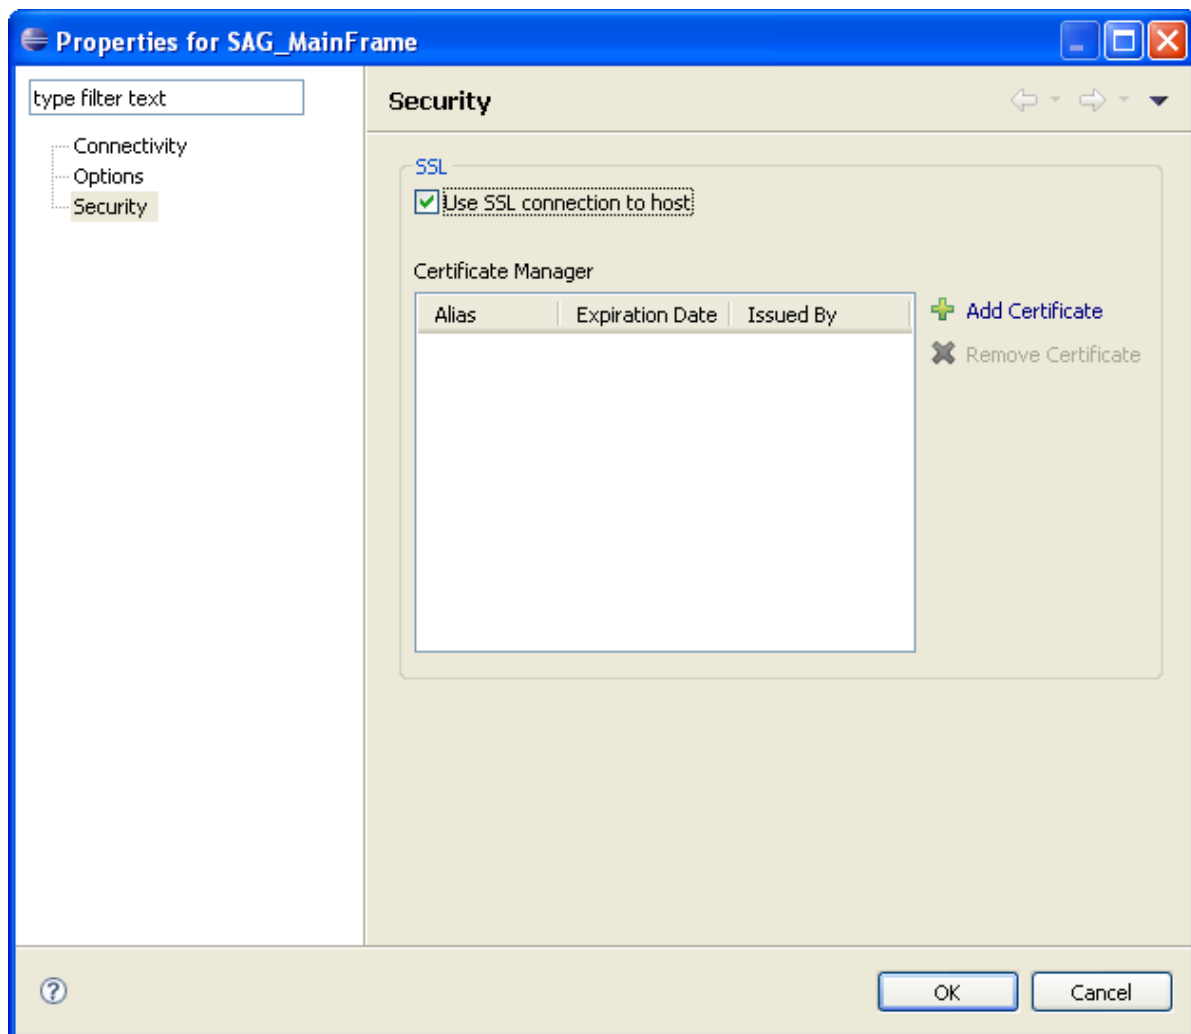 Properties for SAG_MainFrame
type filter text
Connectivity
Options
Security
Security
SSL
Use SSL connection to host
Certificate Manager
Alias Expiration Date Issued By
Add Certificate
Remove Certificate
OK Cancel